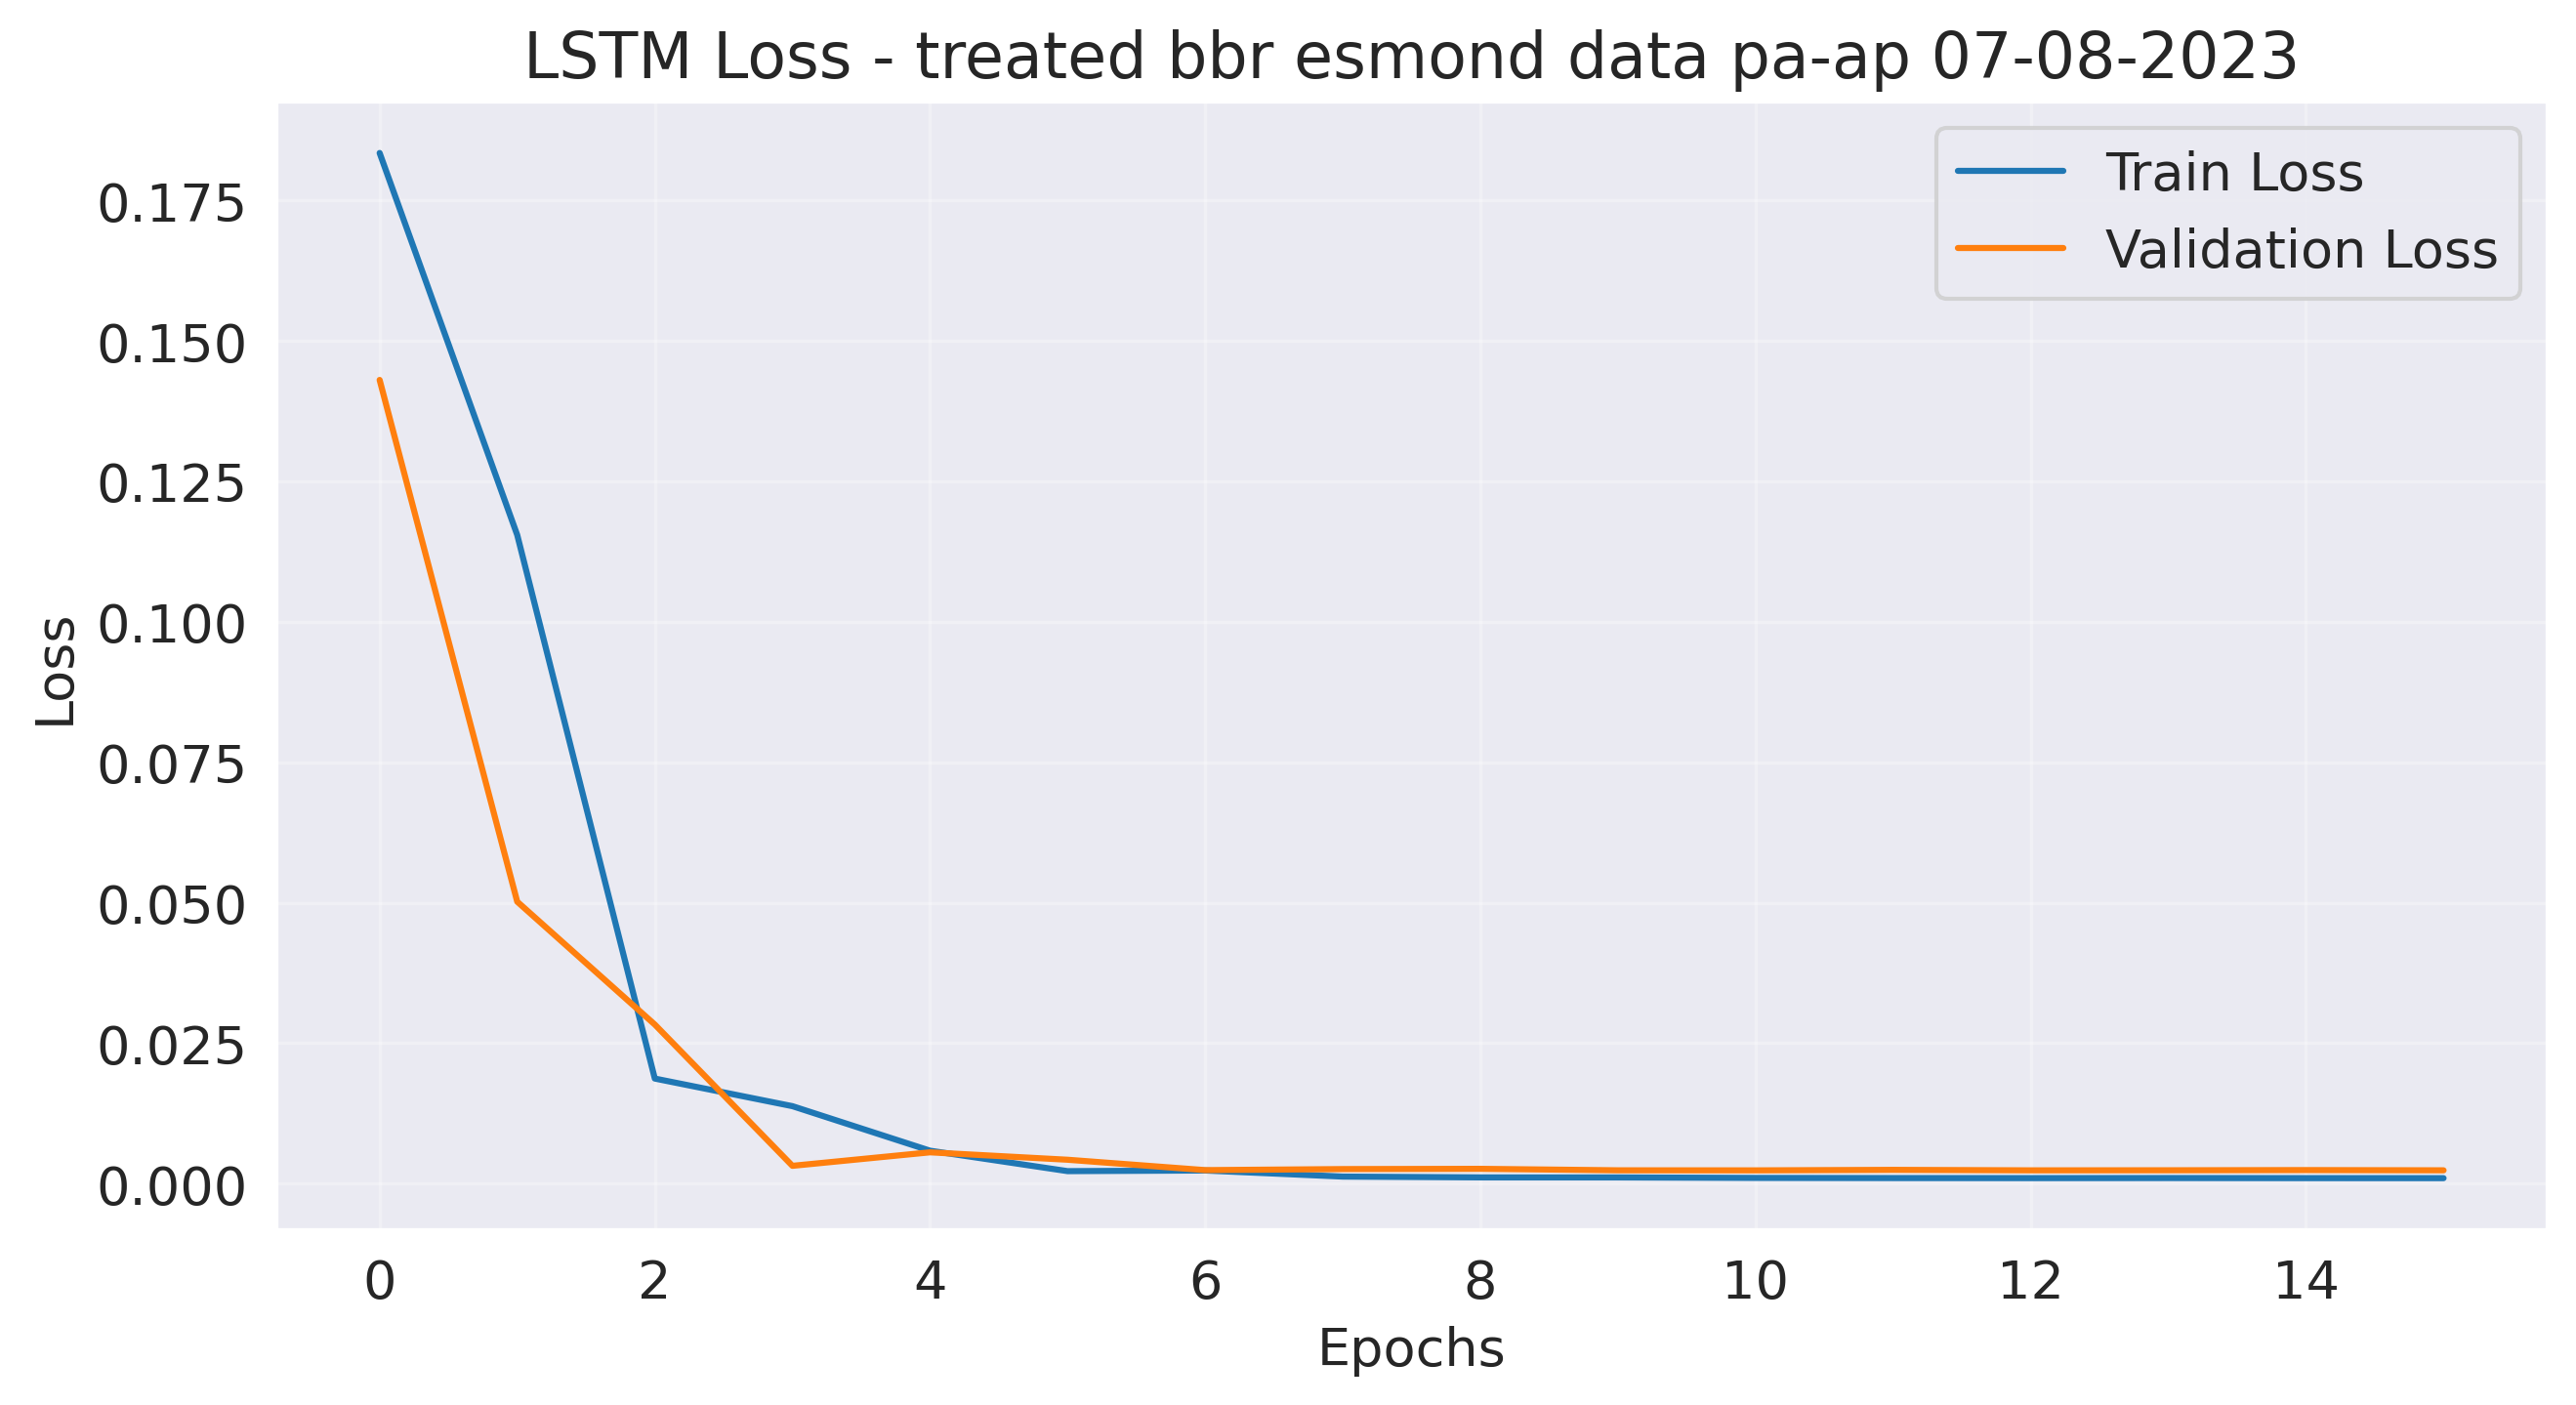 LSTM Loss - treated bbr esmond data pa-ap 07-08-2023
Train Loss
Validation Loss
0.175
0.150
0.125
0.100
0.075
0.050
0.025
0.000
Loss
0 2 4 6 8 10 12 14
Epochs